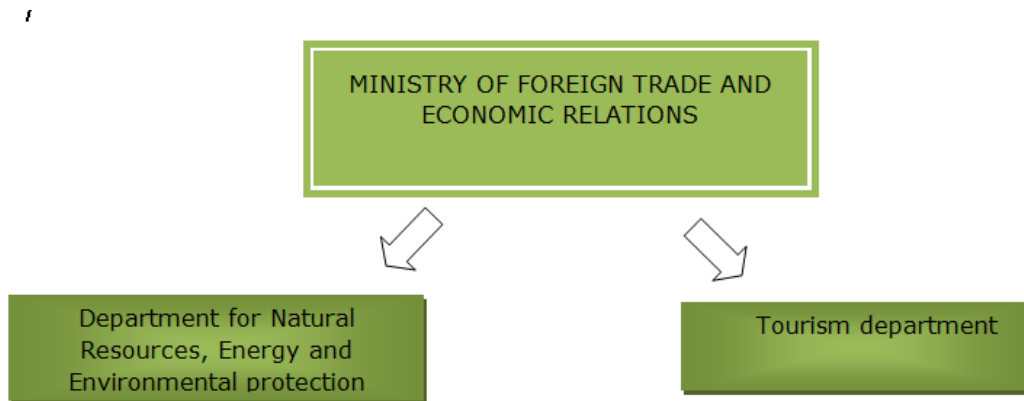 MINISTRY OF FOREIGN TRADE AND
ECONOMIC RELATIONS
Department for Natural
Resources, Energy and
Environmental protection
Tourism department